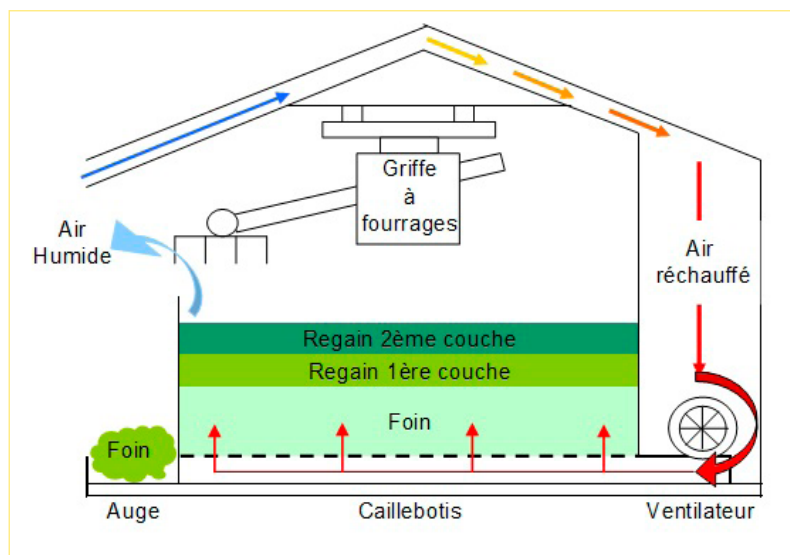 Griffe
à
fourrages
Air
Humide
Air
réchauffé
Regain 2ème couche
Regain 1ère couche
Foin
Foin
Auge
Caillebotis
Ventilateur